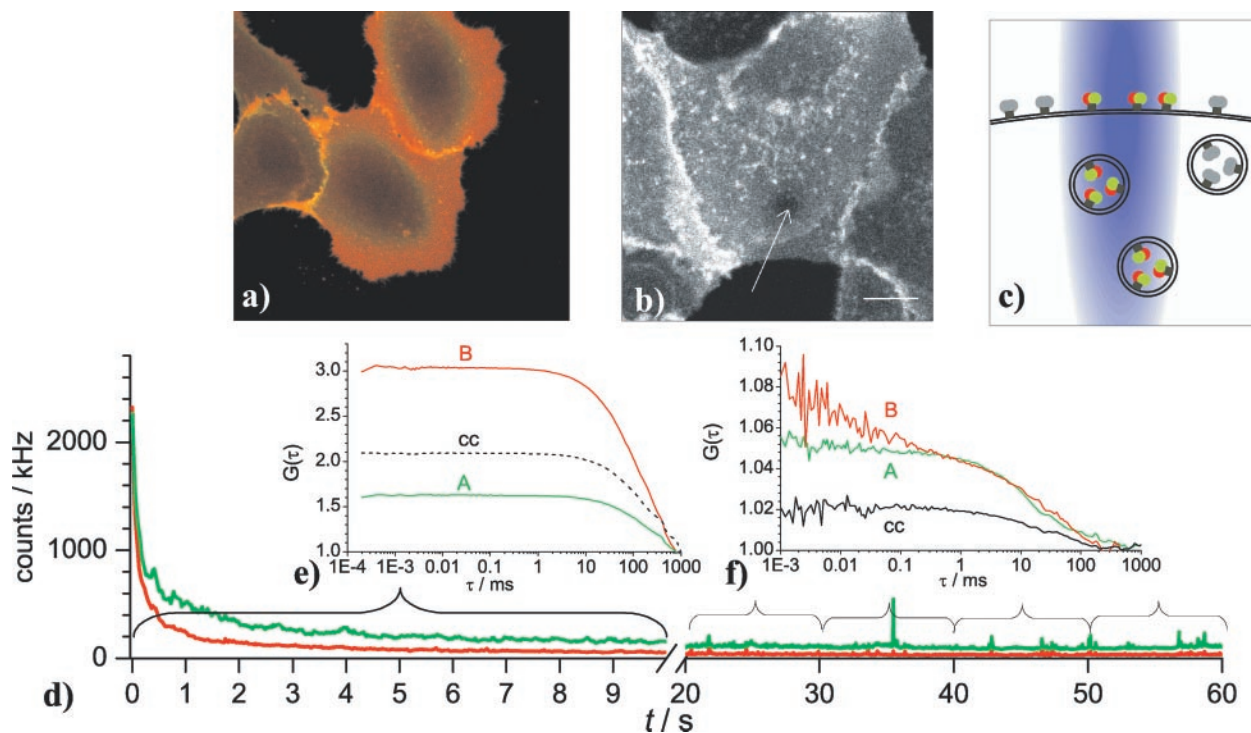 a)
b)
c)
counts / kHz
2000
1000
0
d)
0 1 2 3 4 5 6 7 8 9
20 30 40 50 60
t / s
G(τ)
3.0
2.5
2.0
1.5
1.0
B
cc
A
e)
1E-4 1E-3 0.01 0.1 1 10 100 1000
τ / ms
G(τ)
1.10
1.08
1.06
1.04
1.02
1.00
B
A
cc
f)
1E-3 0.01 0.1 1 10 100 1000
τ / ms